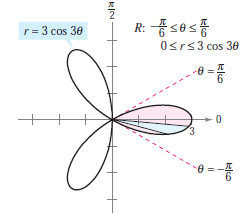 π/2
r = 3 cos 3θ
R: -π/6 ≤ θ ≤ π/6
0 ≤ r ≤ 3 cos 3θ
θ = π/6
0
3
θ = -π/6